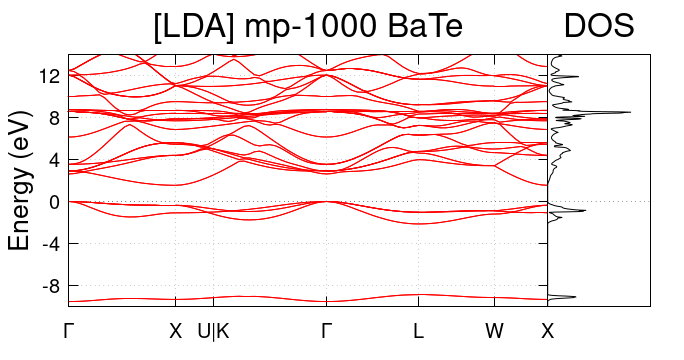 [LDA] mp-1000 BaTe
DOS
Energy (eV)
12
8
4
0
-4
-8
Γ X U|K Γ L W X